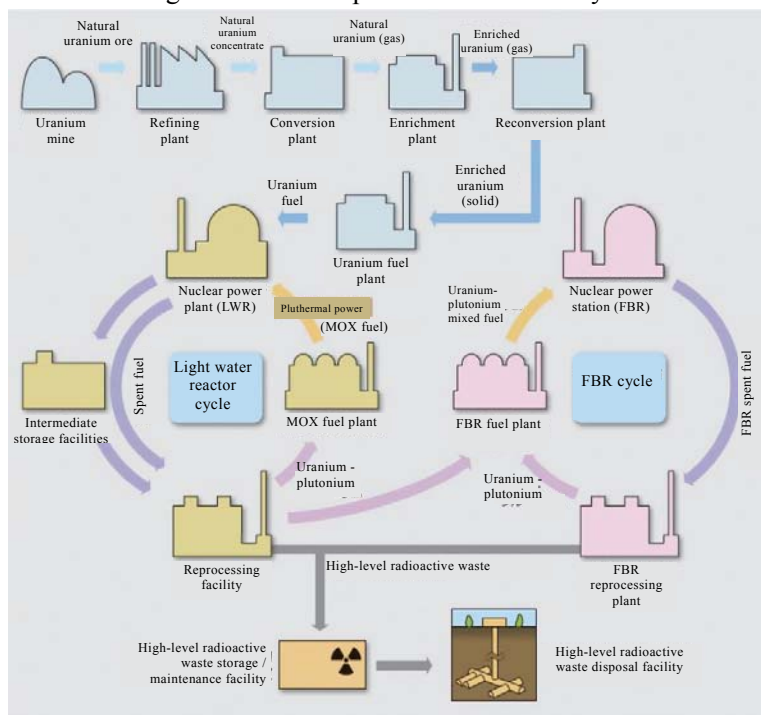 Natural
uranium ore
Natural
uranium
concentrate
Natural
uranium (gas)
Enriched
uranium (gas)
Uranium
mine
Refining
plant
Conversion
plant
Enrichment
plant
Reconversion plant
Uranium
fuel
Enriched
uranium
(solid)
Uranium fuel
plant
Nuclear power
plant (LWR)
Nuclear power
station (FBR)
Pluthermal power
(MOX fuel)
Uranium-
plutonium
mixed fuel
Spent fuel
Light water
reactor
cycle
FBR cycle
FBR spent fuel
Intermediate
storage facilities
MOX fuel plant
FBR fuel plant
Uranium -
plutonium
Uranium -
plutonium
Reprocessing
facility
High-level radioactive waste
FBR
reprocessing
plant
High-level radioactive
waste storage /
maintenance facility
High-level radioactive
waste disposal facility